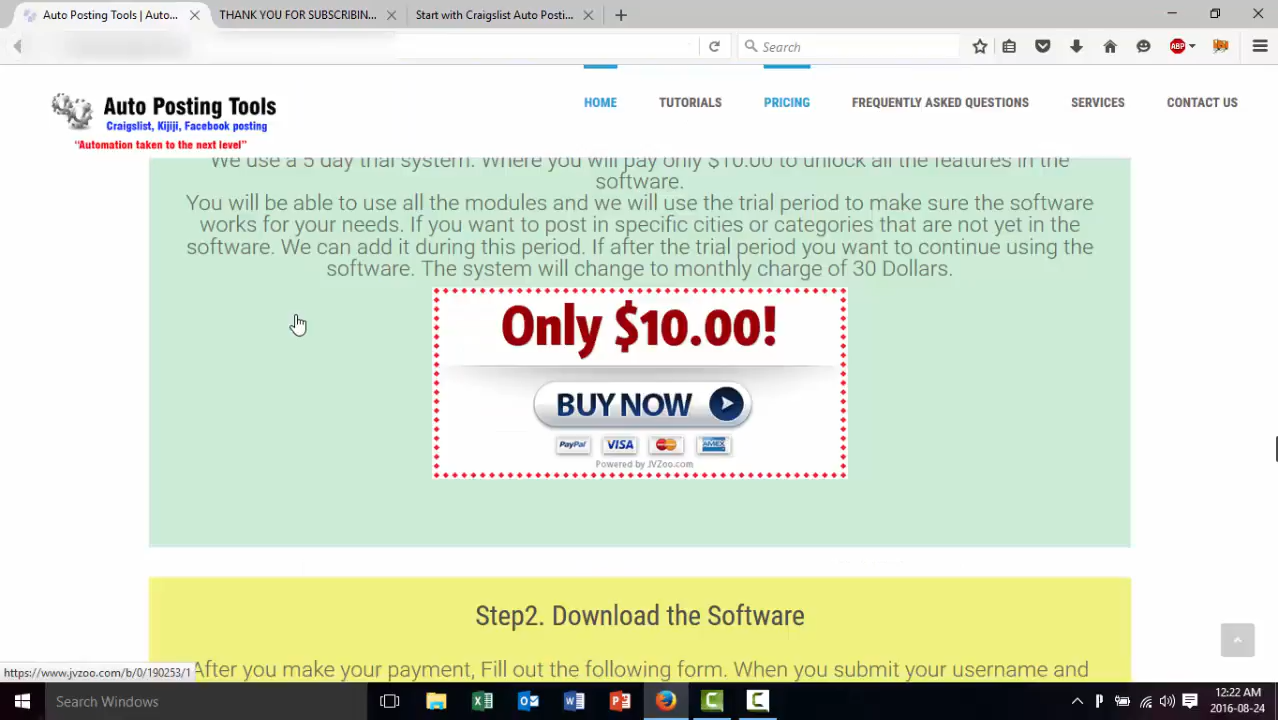 Auto Posting Tools | Auto...
THANK YOU FOR SUBSCRIBIN...
Start with Craigslist Auto Posti...
Search
ABP
Auto Posting Tools
Craigslist, Kijiji, Facebook posting
"Automation taken to the next level"
HOME
TUTORIALS
PRICING
FREQUENTLY ASKED QUESTIONS
SERVICES
CONTACT US
We use a 5 day trial system. Where you will pay only $10.00 to unlock all the features in the
software.
You will be able to use all the modules and we will use the trial period to make sure the software
works for your needs. If you want to post in specific cities or categories that are not yet in the
software. We can add it during this period. If after the trial period you want to continue using the
software. The system will change to monthly charge of 30 Dollars.
Only $10.00!
BUY NOW
PayPal VISA MasterCard AMEX
Powered by JVZoo.com
Step2. Download the Software
After you make your payment, Fill out the following form. When you submit your username and
https://www.jvzoo.com/b/0/190253/1
Search Windows
12:22 AM
2016-08-24